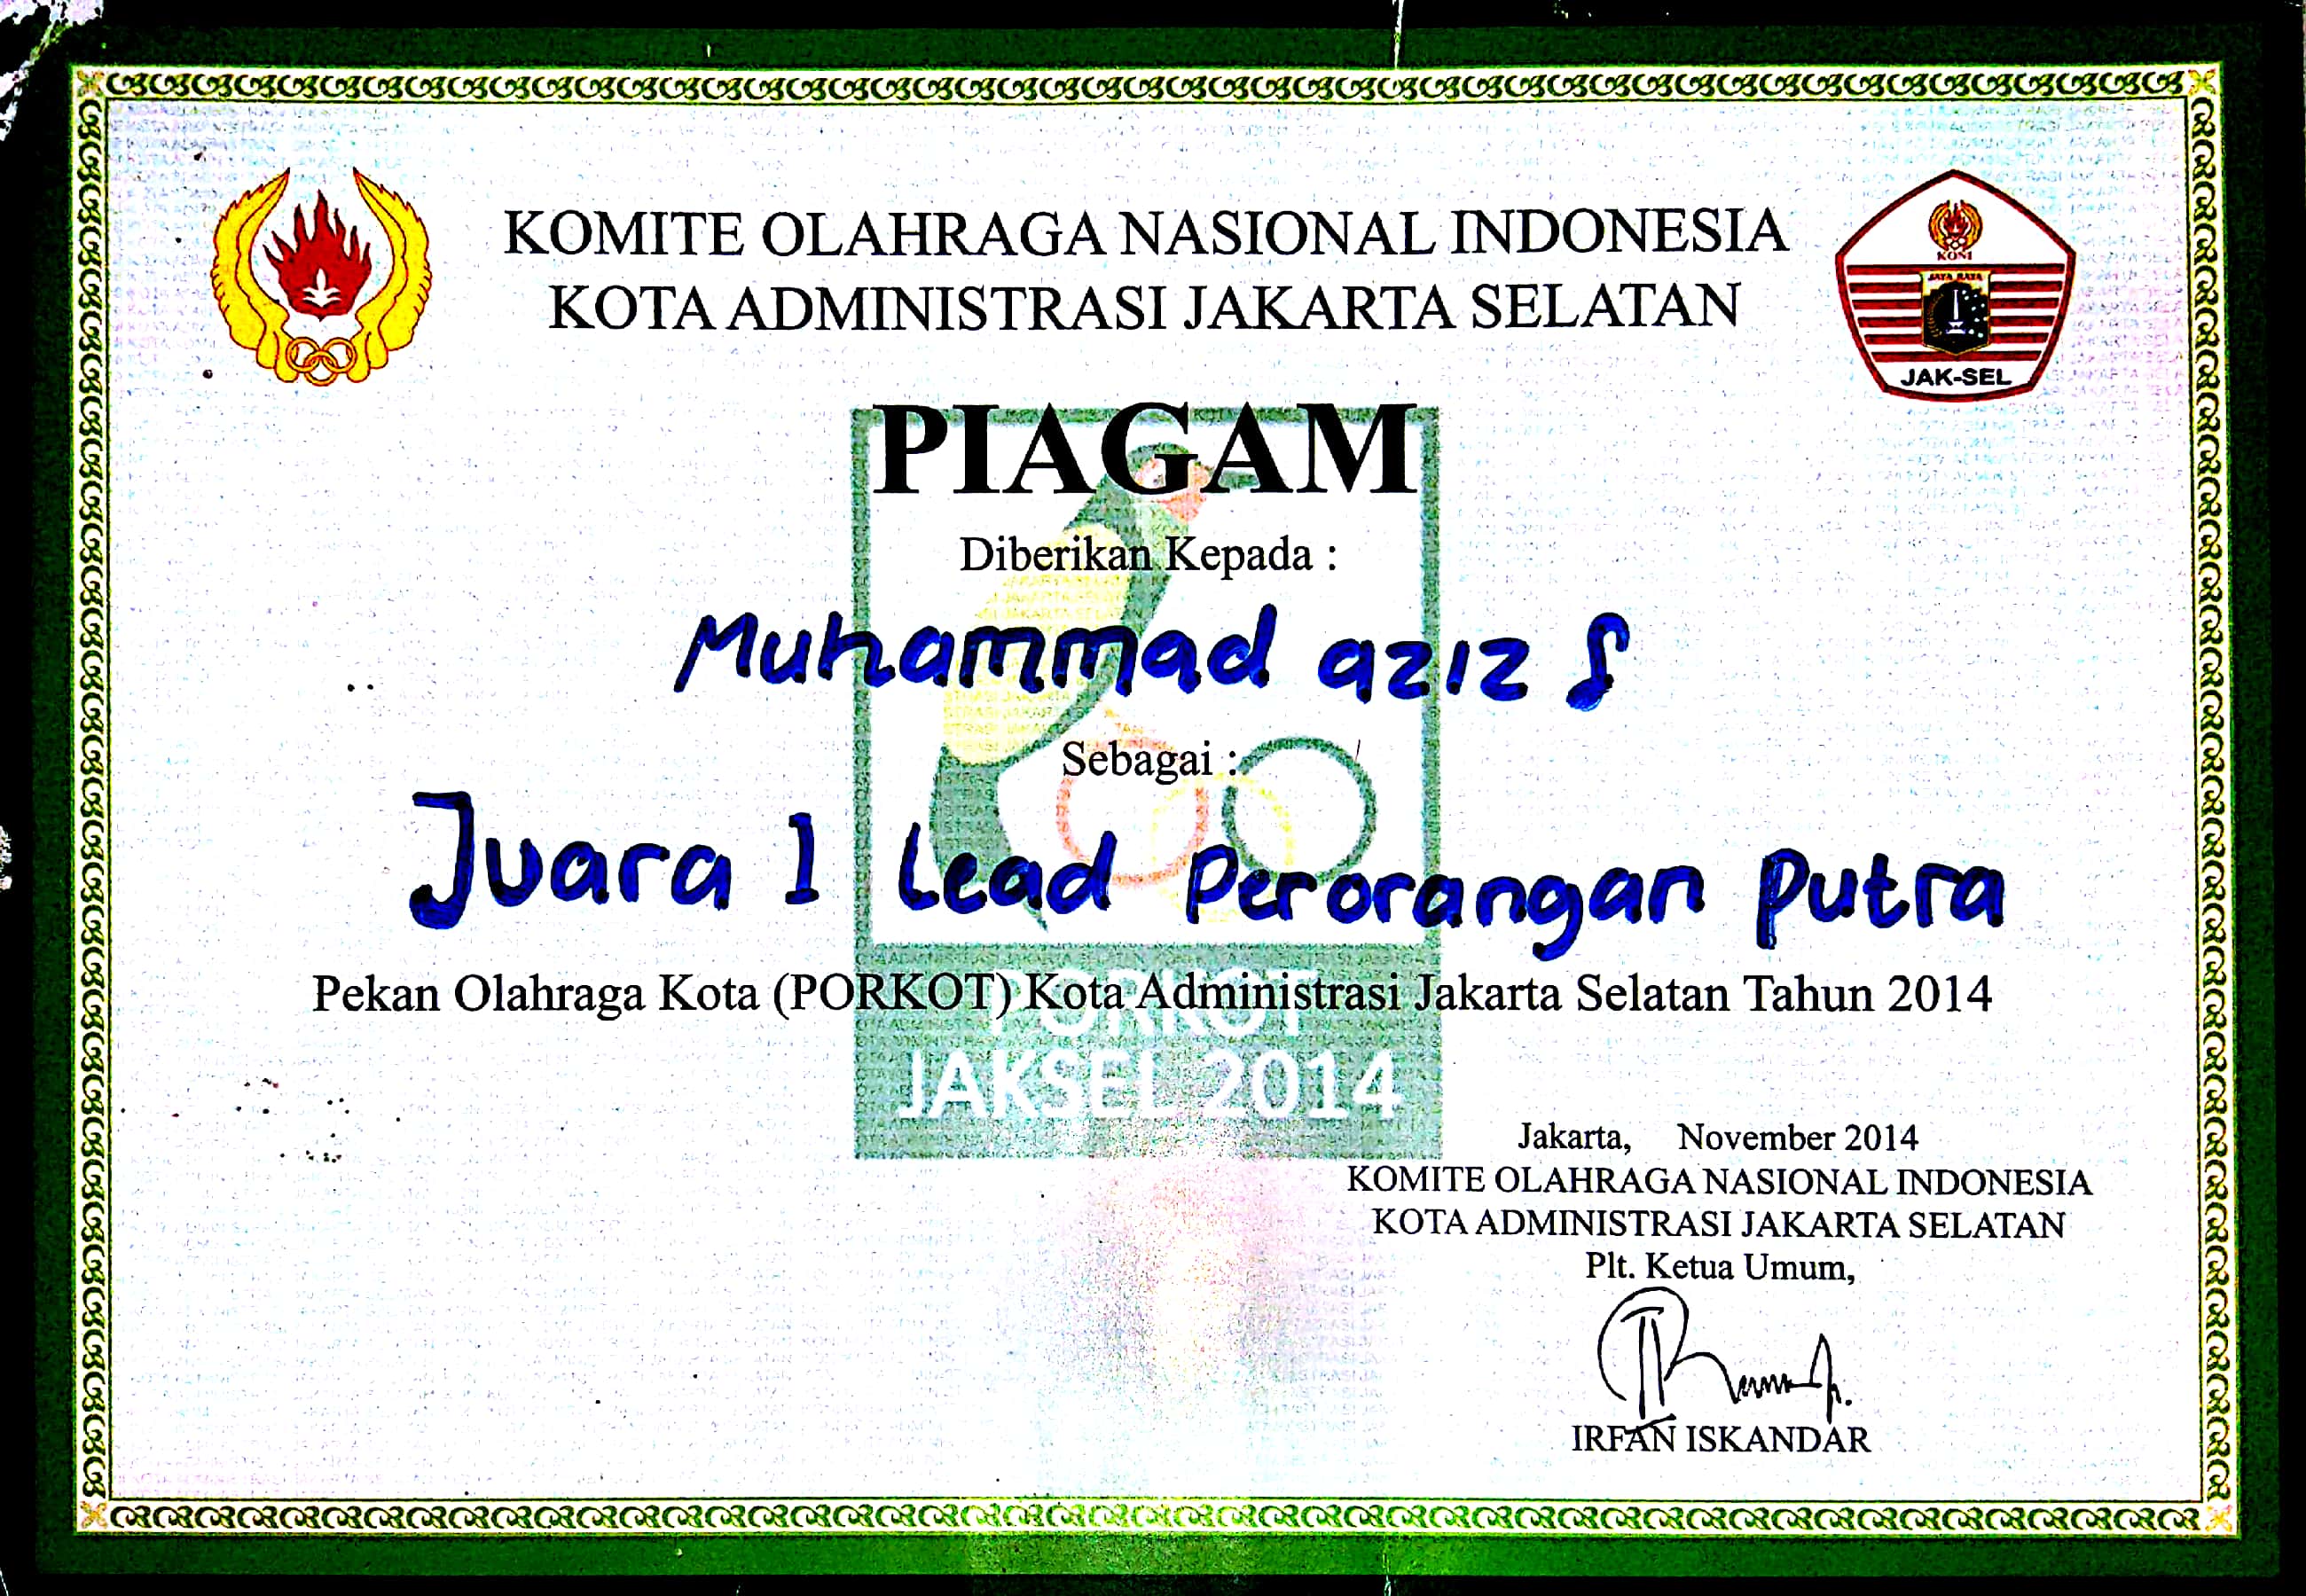 KOMITE OLAHRAGA NASIONAL INDONESIA
KOTA ADMINISTRASI JAKARTA SELATAN
KONI
JAYA RAYA
JAK-SEL
PIAGAM
Diberikan Kepada :
Muhammad aziz S
Sebagai :
Juara 1 Lead Perorangan Putra
Pekan Olahraga Kota (PORKOT) Kota Administrasi Jakarta Selatan Tahun 2014
PORKOT
JAKSEL 2014
Jakarta, November 2014
KOMITE OLAHRAGA NASIONAL INDONESIA
KOTA ADMINISTRASI JAKARTA SELATAN
Plt. Ketua Umum,
IRFAN ISKANDAR